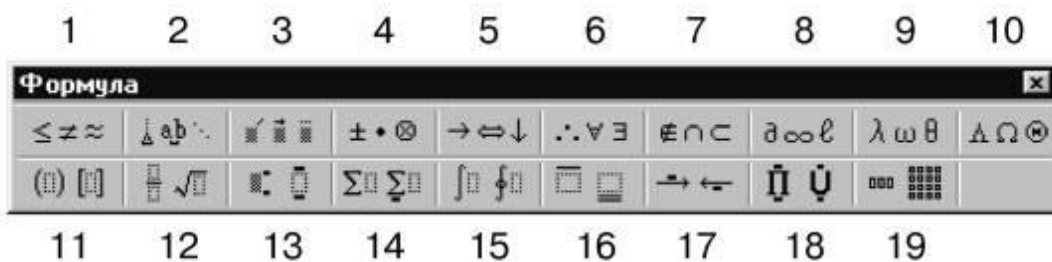 1 2 3 4 5 6 7 8 9 10
Формула
≤ ≠ ≈ ab ⋱ ± • ⊗ → ⇔ ↓ ∴ ∀ ∃ ∉ ∩ ⊂ ∂ ∞ ℓ λ ω θ Λ Ω Θ
() [] √ Σ Σ ∫ ∮ → ← Π Ụ
11 12 13 14 15 16 17 18 19